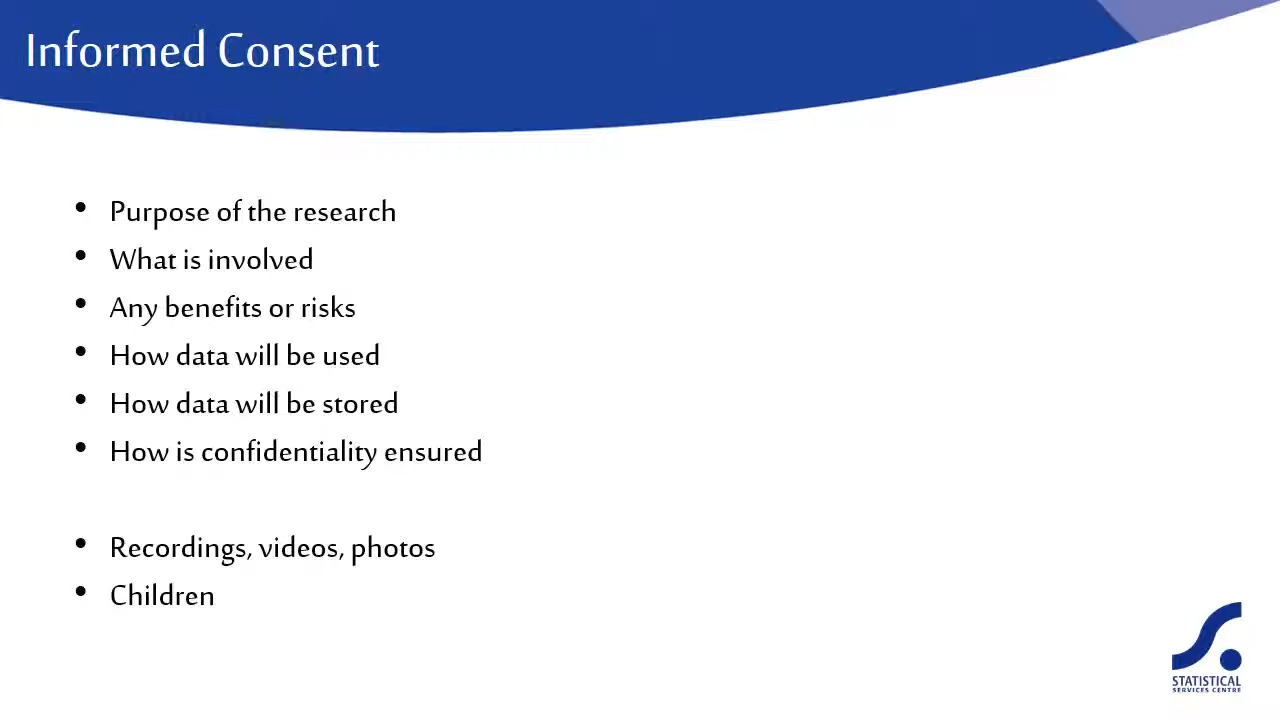 Informed Consent
• Purpose of the research
• What is involved
• Any benefits or risks
• How data will be used
• How data will be stored
• How is confidentiality ensured
• Recordings, videos, photos
• Children
STATISTICAL
SERVICES CENTRE